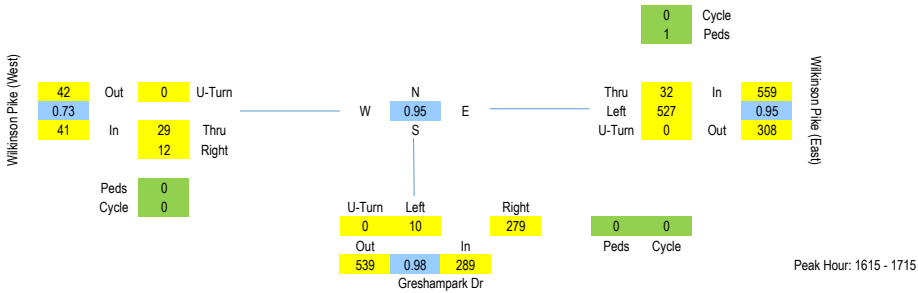 0 Cycle
1 Peds
Wilkinson Pike (West)
42 Out 0 U-Turn
0.73
41 In 29 Thru
12 Right
Peds 0
Cycle 0
N
W 0.95 E
S
Thru 32 In 559
Left 527 0.95
U-Turn 0 Out 308
Wilkinson Pike (East)
U-Turn Left Right
0 10 279
Out In
539 0.98 289
Greshampark Dr
0 0
Peds Cycle
Peak Hour: 1615 - 1715